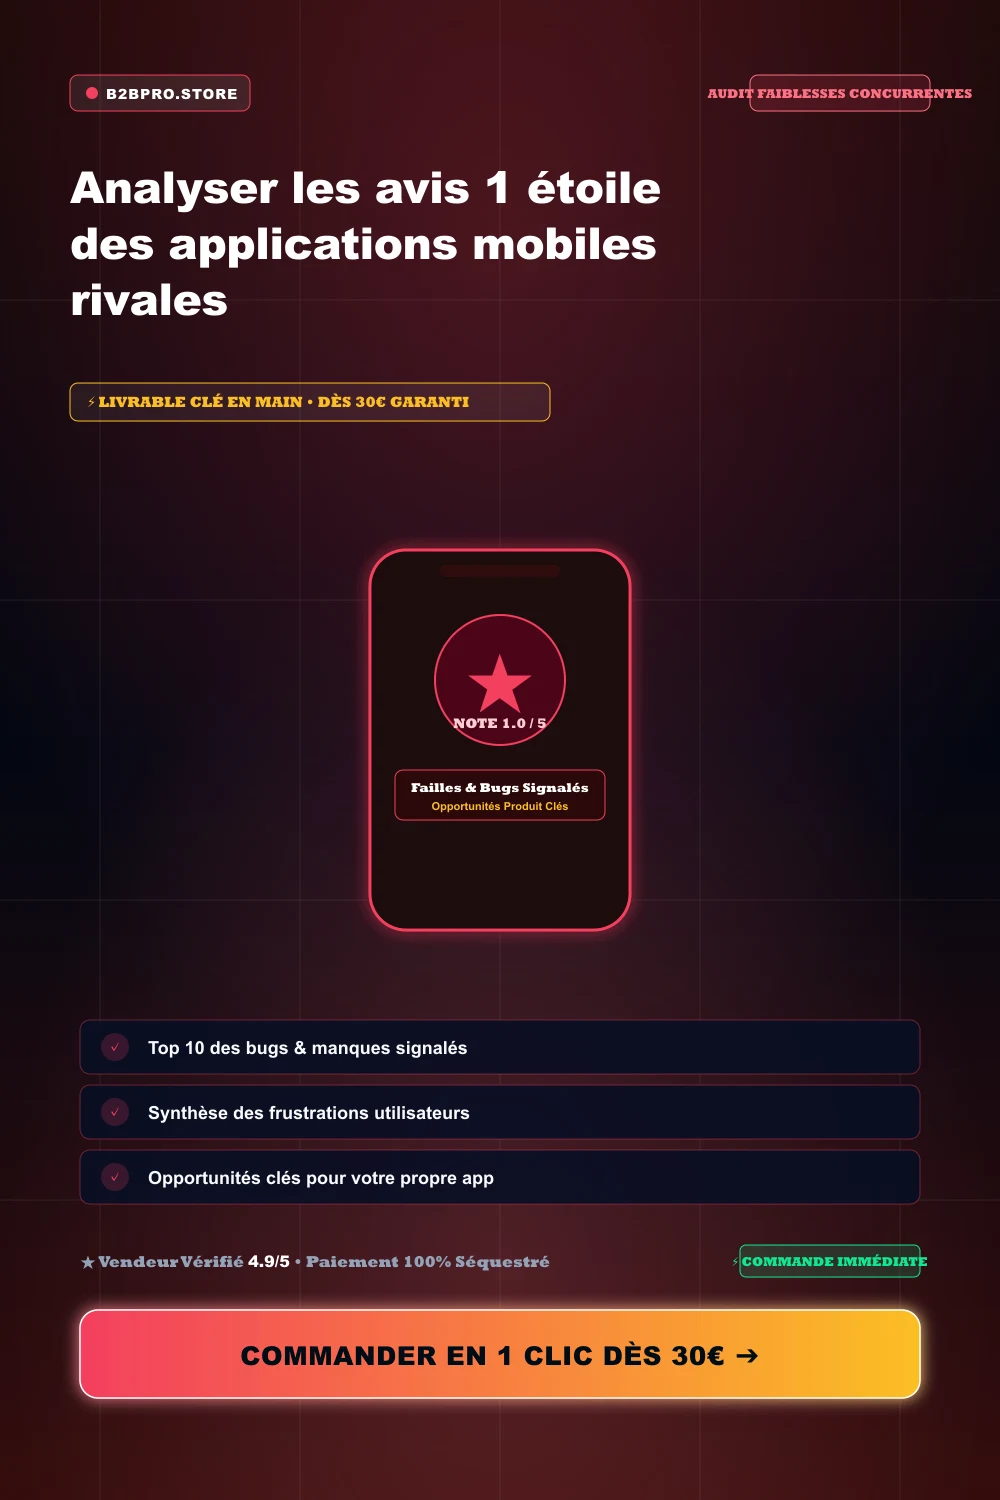 B2BPRO.STORE
AUDIT FAIBLESSES CONCURRENTES
Analyser les avis 1 étoile
des applications mobiles
rivales
⚡ LIVRABLE CLÉ EN MAIN • DÈS 30€ GARANTI
NOTE 1.0 / 5
Failles & Bugs Signalés
Opportunités Produit Clés
✓ Top 10 des bugs & manques signalés
✓ Synthèse des frustrations utilisateurs
✓ Opportunités clés pour votre propre app
★ Vendeur Vérifié 4.9/5 • Paiement 100% Séquestré
⚡ COMMANDE IMMÉDIATE
COMMANDER EN 1 CLIC DÈS 30€ ➔